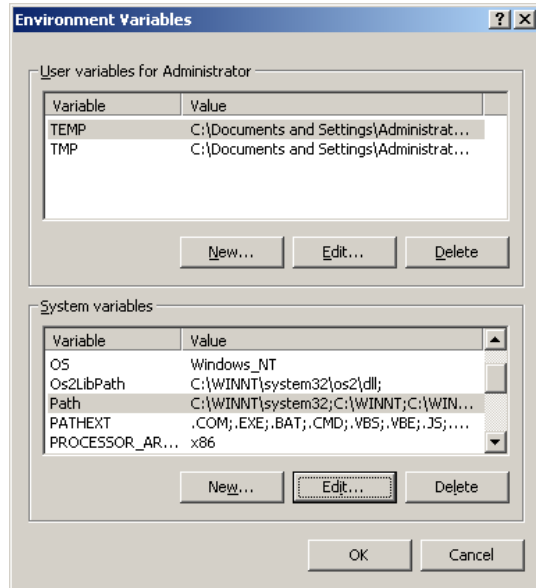 Environment Variables
User variables for Administrator
Variable Value
TEMP C:\Documents and Settings\Administrat...
TMP C:\Documents and Settings\Administrat...
New... Edit... Delete
System variables
Variable Value
OS Windows_NT
Os2LibPath C:\WINNT\system32\os2\dll;
Path C:\WINNT\system32;C:\WINNT;C:\WIN...
PATHEXT .COM;.EXE;.BAT;.CMD;.VBS;.VBE;.JS;....
PROCESSOR_AR... x86
New... Edit... Delete
OK Cancel